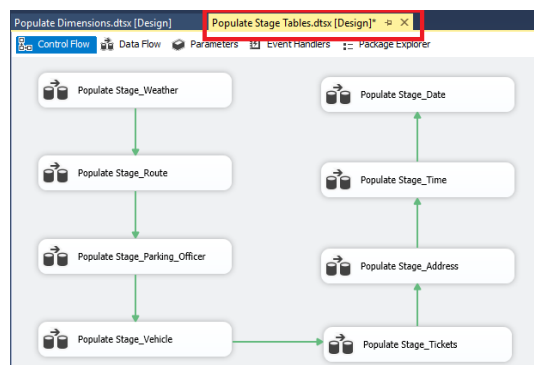 Populate Dimensions.dtsx [Design]
Populate Stage Tables.dtsx [Design]*
Control Flow
Data Flow
Parameters
Event Handlers
Package Explorer
Populate Stage_Weather
Populate Stage_Route
Populate Stage_Parking_Officer
Populate Stage_Vehicle
Populate Stage_Tickets
Populate Stage_Address
Populate Stage_Time
Populate Stage_Date